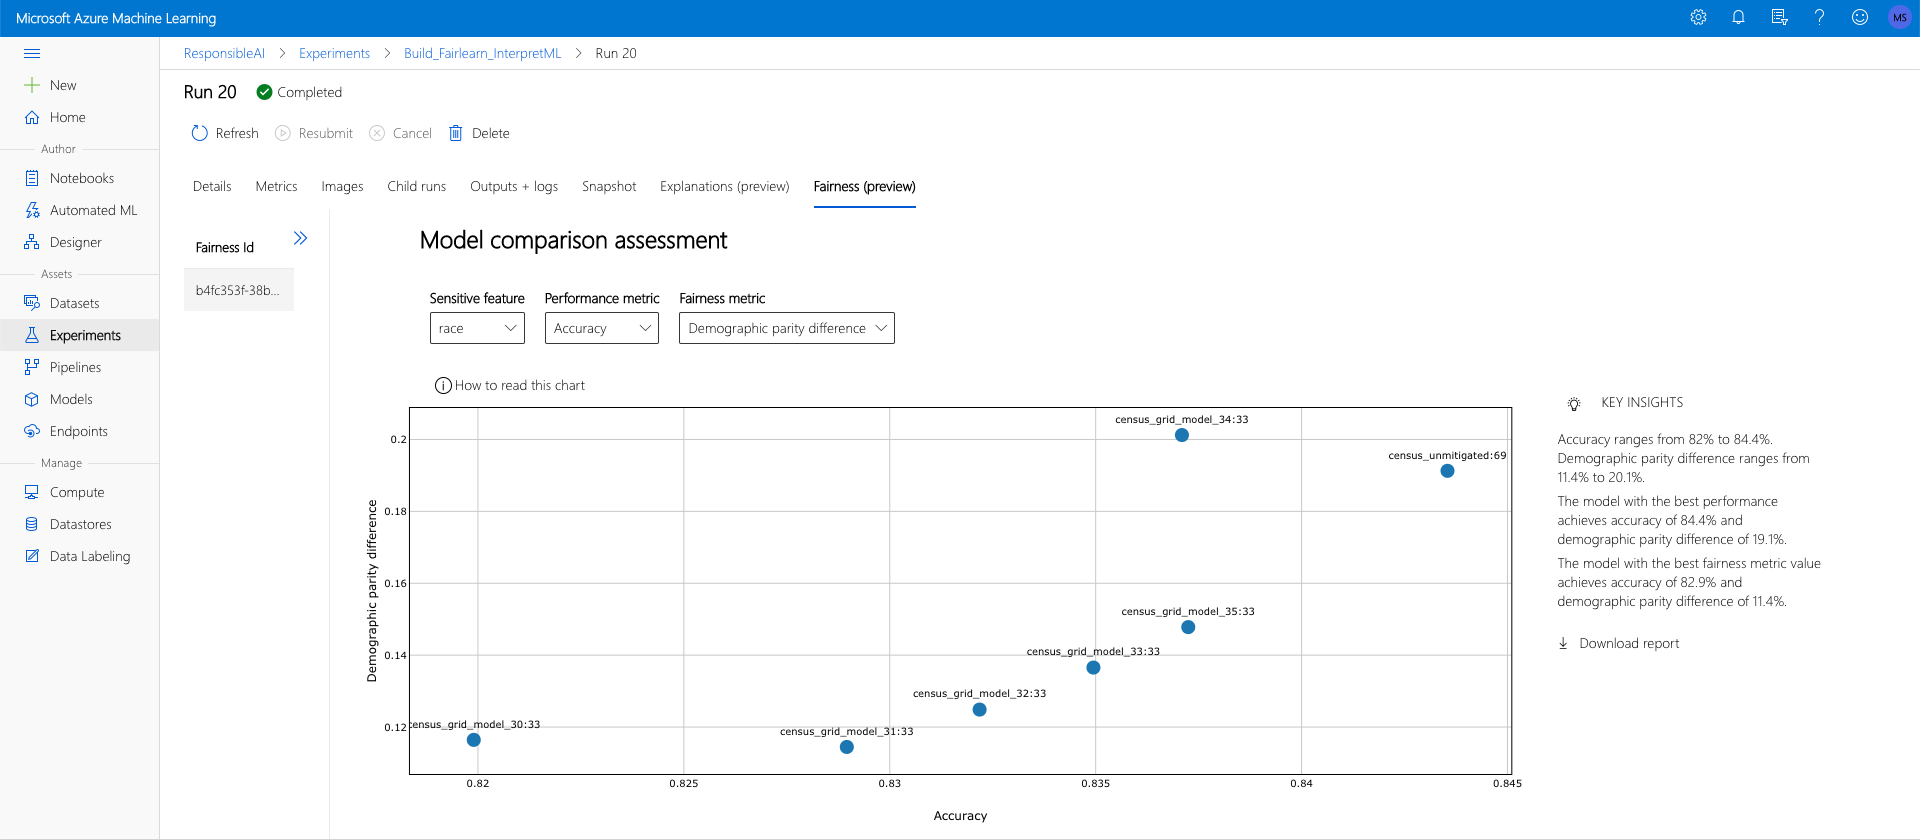 Microsoft Azure Machine Learning
MS
ResponsibleAI > Experiments > Build_Fairlearn_InterpretML > Run 20
New
Home
Author
Notebooks
Automated ML
Designer
Assets
Datasets
Experiments
Pipelines
Models
Endpoints
Manage
Compute
Datastores
Data Labeling
Run 20 Completed
Refresh Resubmit Cancel Delete
Details Metrics Images Child runs Outputs + logs Snapshot Explanations (preview) Fairness (preview)
Fairness Id
b4fc353f-38b...
Model comparison assessment
Sensitive feature Performance metric Fairness metric
race Accuracy Demographic parity difference
How to read this chart
Demographic parity difference
0.2
0.18
0.16
0.14
0.12
census_grid_model_34:33
census_unmitigated:69
census_grid_model_35:33
census_grid_model_33:33
census_grid_model_32:33
census_grid_model_30:33
census_grid_model_31:33
0.82 0.825 0.83 0.835 0.84 0.845
Accuracy
KEY INSIGHTS
Accuracy ranges from 82% to 84.4%.
Demographic parity difference ranges from
11.4% to 20.1%.
The model with the best performance
achieves accuracy of 84.4% and
demographic parity difference of 19.1%.
The model with the best fairness metric value
achieves accuracy of 82.9% and
demographic parity difference of 11.4%.
Download report